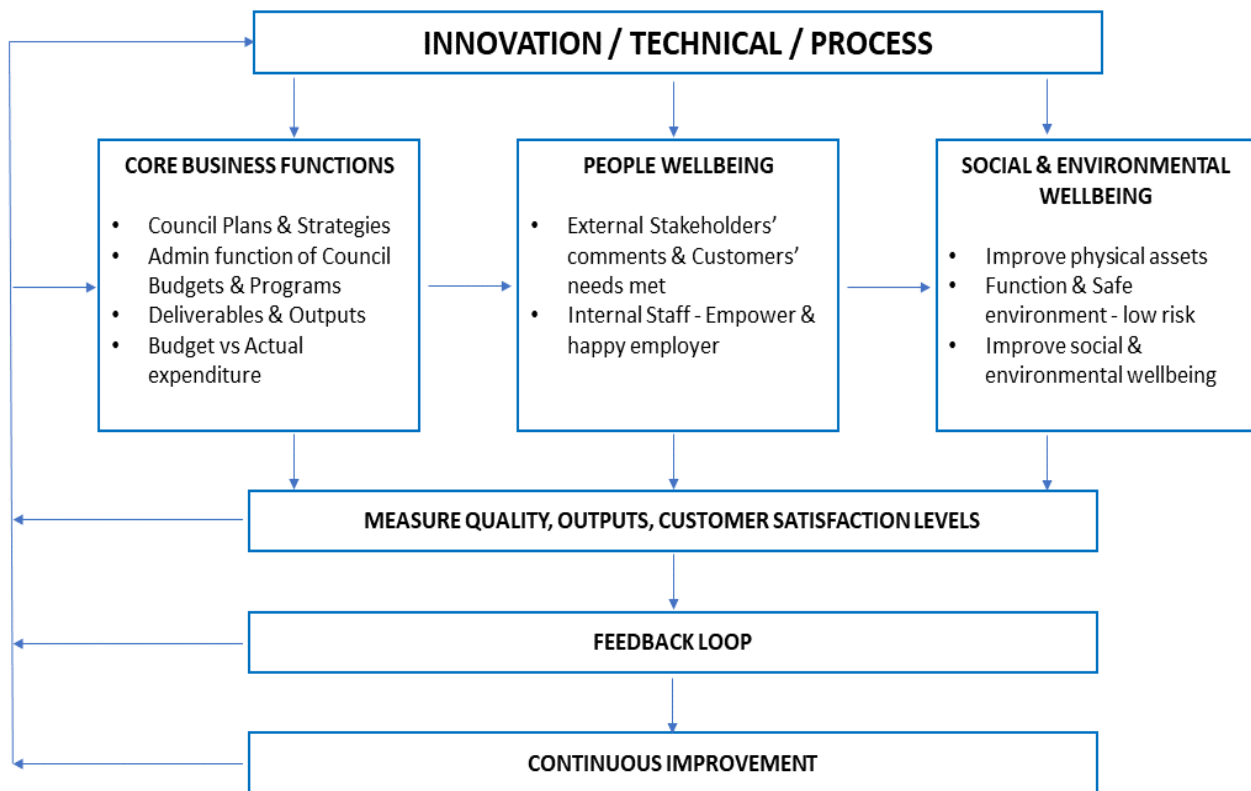 INNOVATION / TECHNICAL / PROCESS
CORE BUSINESS FUNCTIONS
• Council Plans & Strategies
• Admin function of Council
Budgets & Programs
• Deliverables & Outputs
• Budget vs Actual
expenditure
PEOPLE WELLBEING
• External Stakeholders’
comments & Customers’
needs met
• Internal Staff - Empower &
happy employer
SOCIAL & ENVIRONMENTAL
WELLBEING
• Improve physical assets
• Function & Safe
environment - low risk
• Improve social &
environmental wellbeing
MEASURE QUALITY, OUTPUTS, CUSTOMER SATISFACTION LEVELS
FEEDBACK LOOP
CONTINUOUS IMPROVEMENT